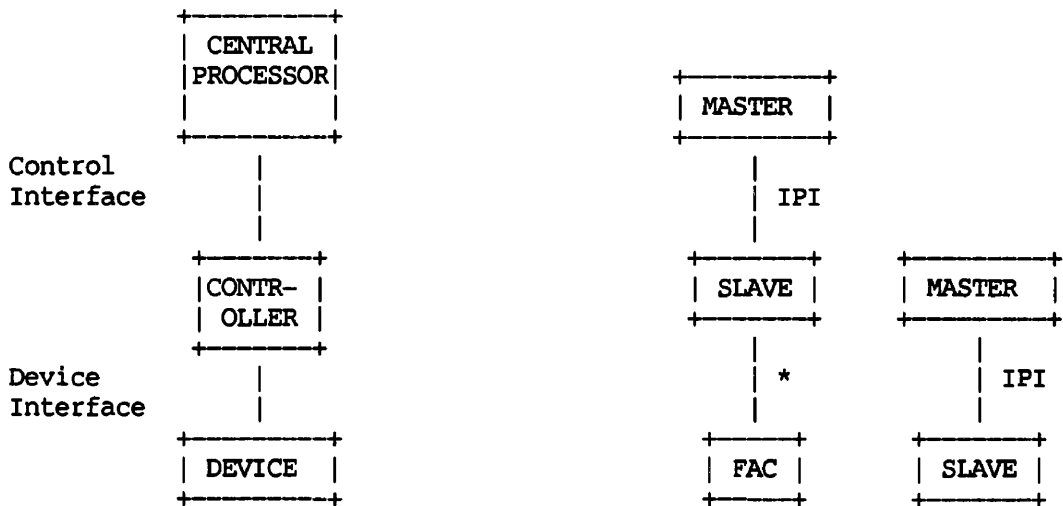 CENTRAL
PROCESSOR
MASTER
Control
Interface
IPI
CONTR-
OLLER
SLAVE
MASTER
Device
Interface
*
IPI
DEVICE
FAC
SLAVE